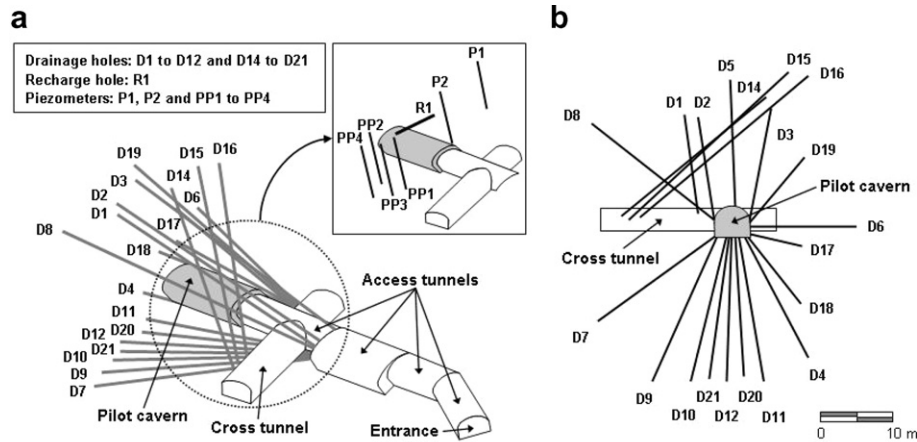 a
Drainage holes: D1 to D12 and D14 to D21
Recharge hole: R1
Piezometers: P1, P2 and PP1 to PP4
P1
P2
R1
PP2
PP4
PP1
PP3
D19
D3
D2
D1
D8
D15
D16
D14
D6
D17
D18
D4
D11
D20
D12
D21
D10
D9
D7
Access tunnels
Pilot cavern
Cross tunnel
Entrance
b
D5
D15
D14
D16
D1
D2
D8
D3
D19
Pilot cavern
D6
Cross tunnel
D17
D18
D7
D4
D9
D10
D21
D12
D20
D11
0 10 m